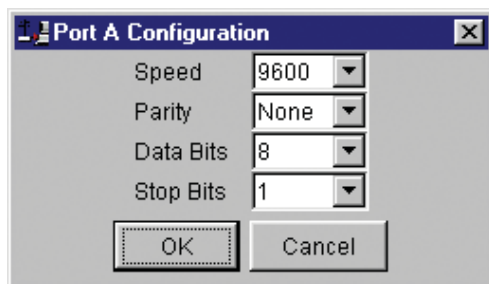 Port A Configuration
Speed 9600
Parity None
Data Bits 8
Stop Bits 1
OK Cancel